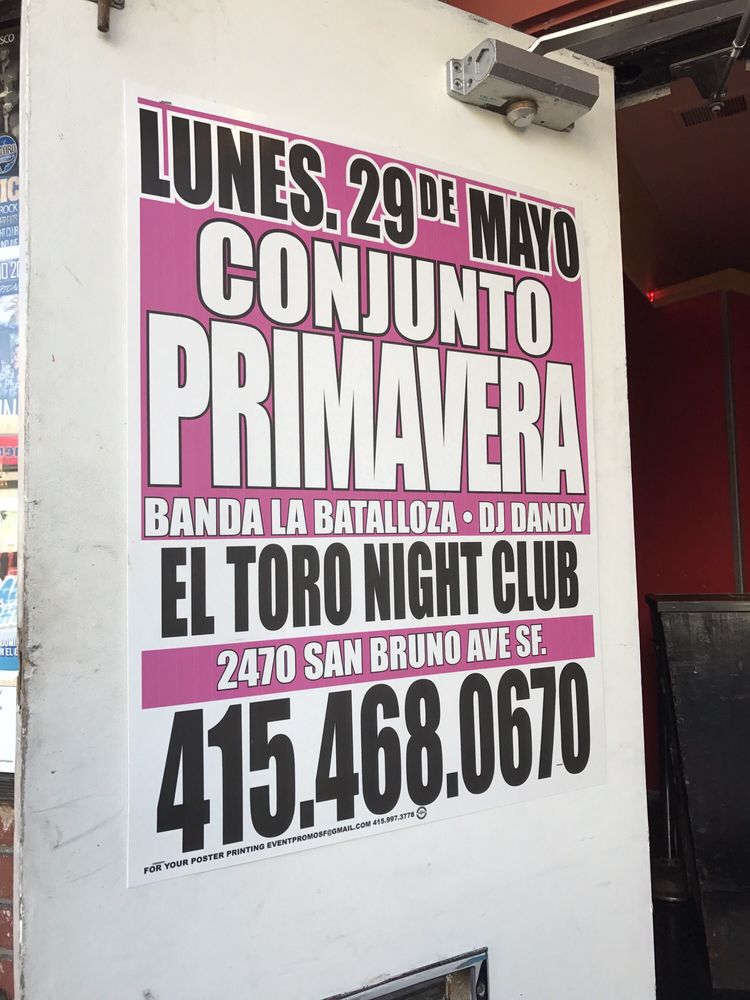 LUNES. 29 DE MAYO
CONJUNTO
PRIMAVERA
BANDA LA BATALLOZA • DJ DANDY
EL TORO NIGHT CLUB
2470 SAN BRUNO AVE SF.
415.468.0670
FOR YOUR POSTER PRINTING EVENTPROMOSF@GMAIL.COM 415.997.3778